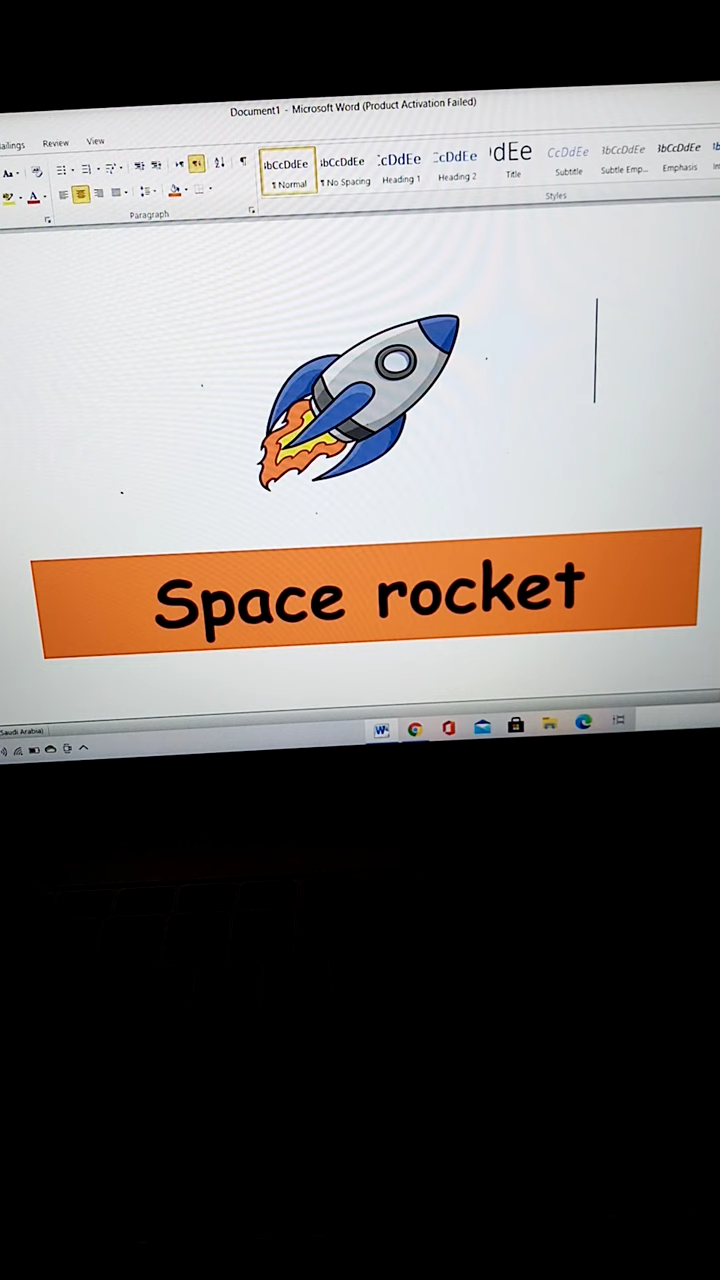 Document1 - Microsoft Word (Product Activation Failed)
Review View
Normal No Spacing Heading 1 Heading 2 Title Subtitle Subtle Emp... Emphasis
Paragraph Styles
Space rocket
Saudi Arabia)